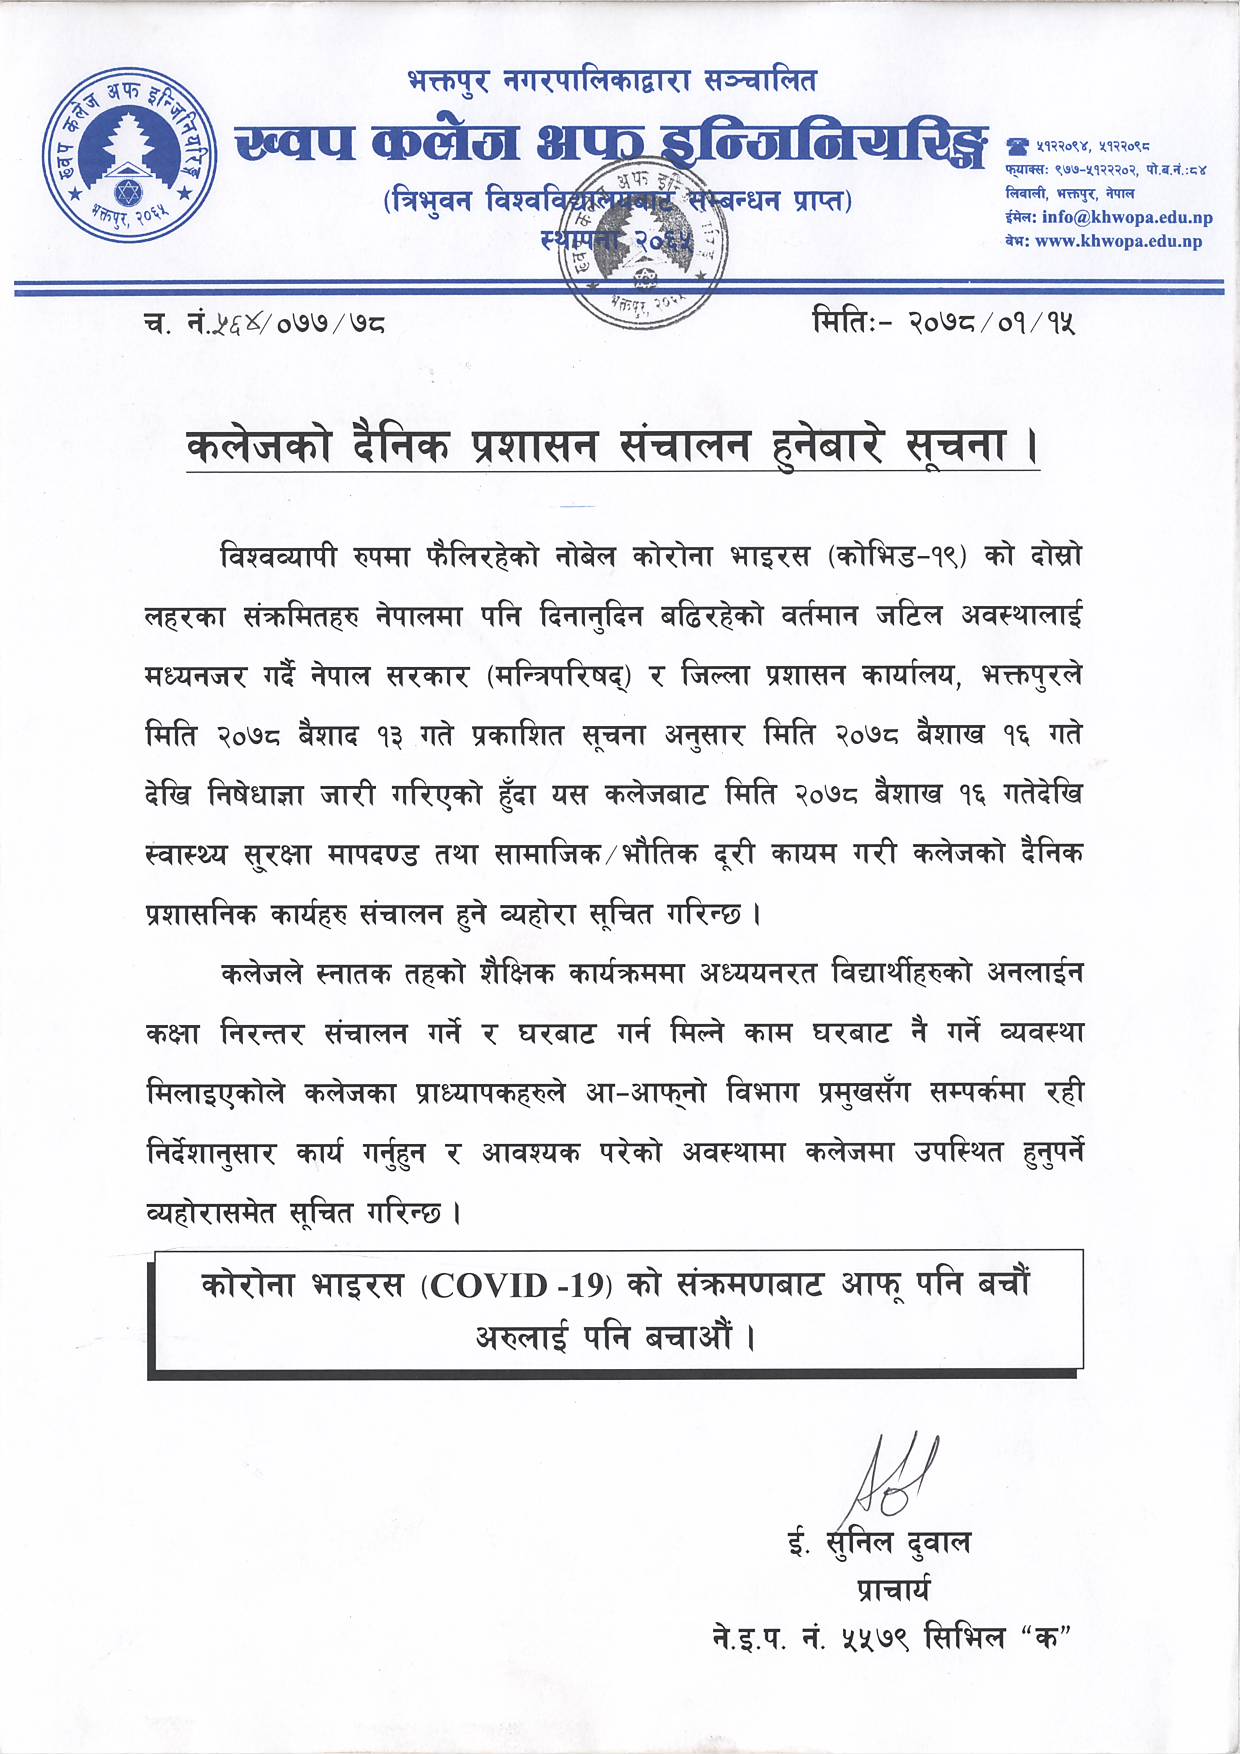 भक्तपुर नगरपालिकाद्वारा सञ्चालित
ख्वप कलेज अफ इन्जिनियरिङ्ग
(त्रिभुवन विश्वविद्यालयबाट सम्बन्धन प्राप्त)
स्थापना २०६५
ख्वप कलेज अफ इन्जिनियरिङ्ग
भक्तपुर, २०६५
☎ ५१२२०९४, ५१२२०९८
फ्याक्सः ९७७-५१२२२०२, पो.ब.नं.:८४
लिवाली, भक्तपुर, नेपाल
ईमेल: info@khwopa.edu.np
वेभ: www.khwopa.edu.np
च. नं.५६४/०७७/७८
मितिः- २०७८/०१/१५
कलेजको दैनिक प्रशासन संचालन हुनेबारे सूचना ।
विश्वव्यापी रुपमा फैलिरहेको नोबेल कोरोना भाइरस (कोभिड-१९) को दोस्रो
लहरका संक्रमितहरु नेपालमा पनि दिनानुदिन बढिरहेको वर्तमान जटिल अवस्थालाई
मध्यनजर गर्दै नेपाल सरकार (मन्त्रिपरिषद्) र जिल्ला प्रशासन कार्यालय, भक्तपुरले
मिति २०७८ बैशाद १३ गते प्रकाशित सूचना अनुसार मिति २०७८ बैशाख १६ गते
देखि निषेधाज्ञा जारी गरिएको हुँदा यस कलेजबाट मिति २०७८ बैशाख १६ गतेदेखि
स्वास्थ्य सुरक्षा मापदण्ड तथा सामाजिक/भौतिक दूरी कायम गरी कलेजको दैनिक
प्रशासनिक कार्यहरु संचालन हुने व्यहोरा सूचित गरिन्छ ।
कलेजले स्नातक तहको शैक्षिक कार्यक्रममा अध्ययनरत विद्यार्थीहरुको अनलाईन
कक्षा निरन्तर संचालन गर्ने र घरबाट गर्न मिल्ने काम घरबाट नै गर्ने व्यवस्था
मिलाइएकोले कलेजका प्राध्यापकहरुले आ-आफ्नो विभाग प्रमुखसँग सम्पर्कमा रही
निर्देशानुसार कार्य गर्नुहुन र आवश्यक परेको अवस्थामा कलेजमा उपस्थित हुनुपर्ने
व्यहोरासमेत सूचित गरिन्छ ।
कोरोना भाइरस (COVID -19) को संक्रमणबाट आफू पनि बचौं
अरुलाई पनि बचाऔं ।
ई. सुनिल दुवाल
प्राचार्य
ने.इ.प. नं. ५५७९ सिभिल “क”